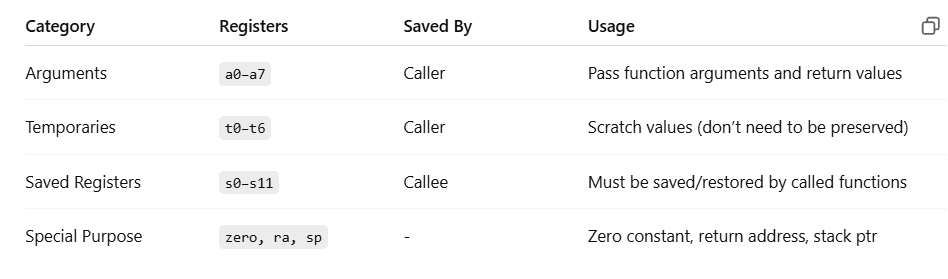 Category Registers Saved By Usage
Arguments a0–a7 Caller Pass function arguments and return values
Temporaries t0–t6 Caller Scratch values (don’t need to be preserved)
Saved Registers s0–s11 Callee Must be saved/restored by called functions
Special Purpose zero, ra, sp - Zero constant, return address, stack ptr